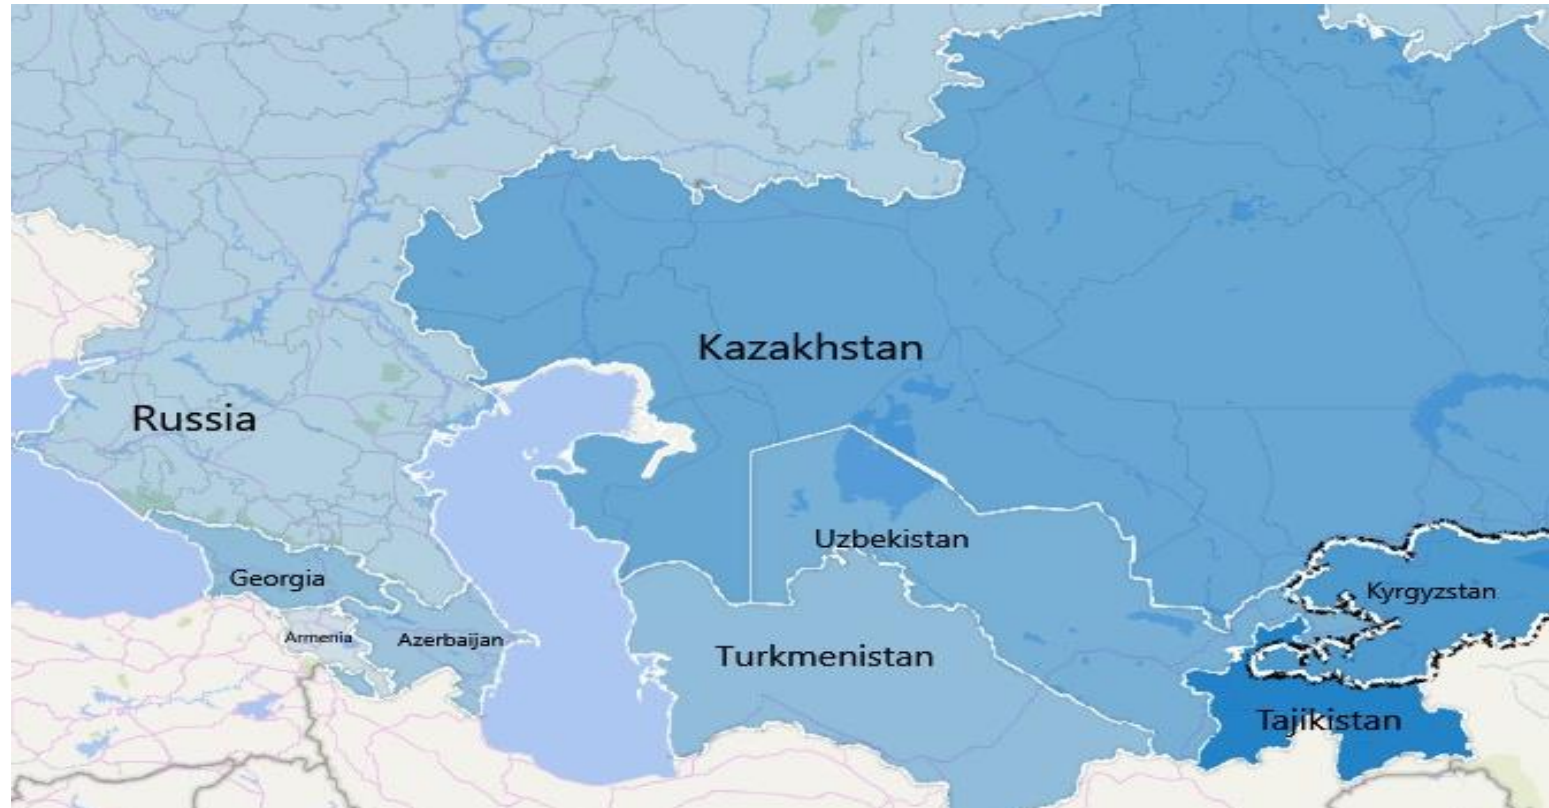 Kazakhstan
Russia
Uzbekistan
Georgia
Kyrgyzstan
Armenia
Azerbaijan
Turkmenistan
Tajikistan